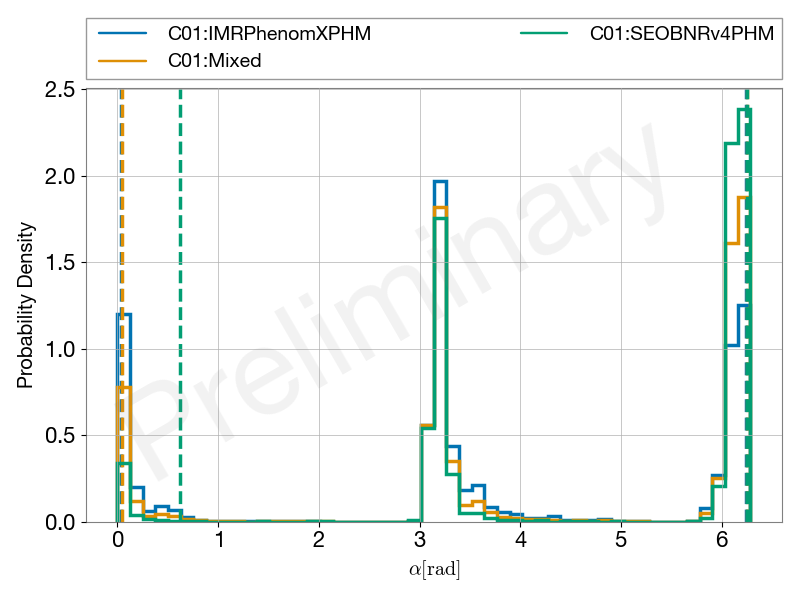 C01:IMRPhenomXPHM
C01:Mixed
C01:SEOBNRv4PHM
Preliminary
Probability Density
2.5
2.0
1.5
1.0
0.5
0.0
0 1 2 3 4 5 6
α[rad]